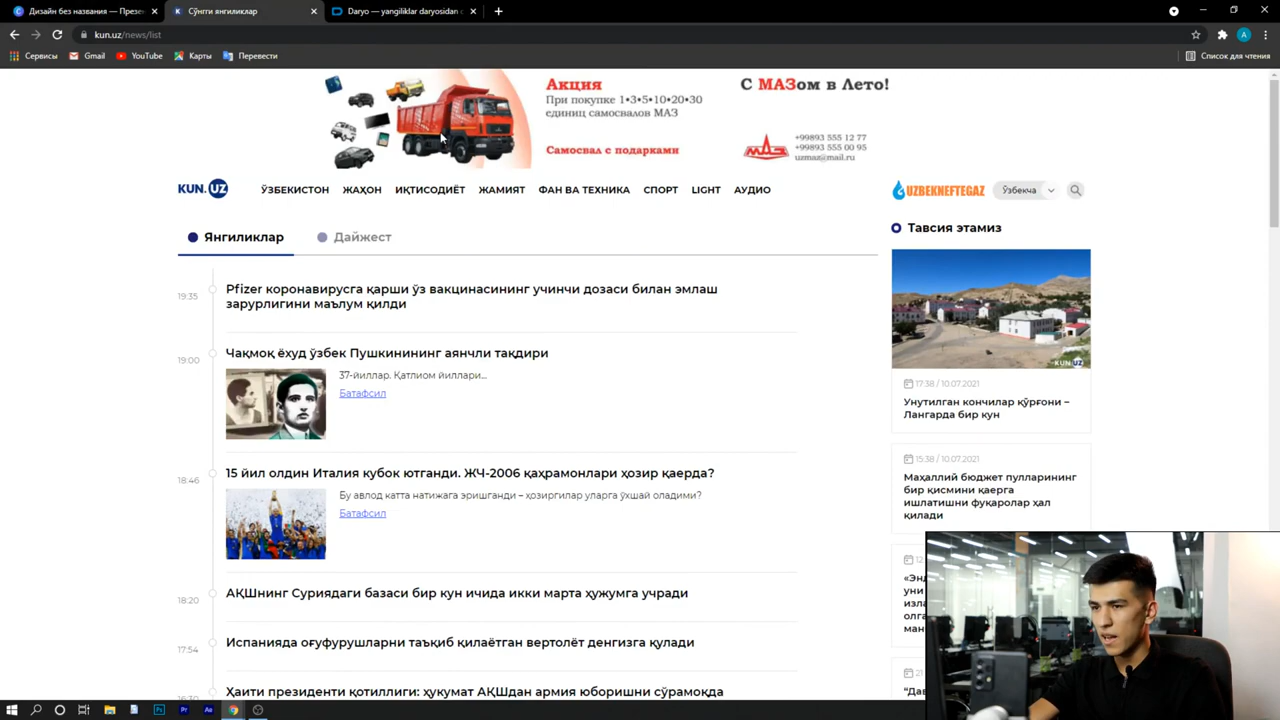 Дизайн без названия — Презе
Сўнгги янгиликлар
Daryo — yangiliklar daryosidan c
kun.uz/news/list
Сервисы
Gmail
YouTube
Карты
Перевести
Список для чтения
Акция
При покупке 1•3•5•10•20•30
единиц самосвалов МАЗ
Самосвал с подарками
С МАЗом в Лето!
МАЗ
+99893 555 12 77
+99893 555 00 95
uzmaz@mail.ru
KUN.UZ
ЎЗБЕКИСТОН
ЖАҲОН
ИҚТИСОДИЁТ
ЖАМИЯТ
ФАН ВА ТЕХНИКА
СПОРТ
LIGHT
АУДИО
UZBEKNEFTEGAZ
Ўзбекча
Янгиликлар
Дайжест
19:35
Pfizer коронавирусга қарши ўз вакцинасининг учинчи дозаси билан эмлаш
зарурлигини маълум қилди
19:00
Чақмоқ ёхуд ўзбек Пушкинининг аянчли тақдири
37-йиллар. Қатлиом йиллари...
Батафсил
18:46
15 йил олдин Италия кубок ютганди. ЖЧ-2006 қаҳрамонлари ҳозир қаерда?
Бу авлод катта натижага эришганди – ҳозиргилар уларга ўхшай оладими?
Батафсил
18:20
АҚШнинг Суриядаги базаси бир кун ичида икки марта ҳужумга учради
17:54
Испанияда оғуфурушларни таъқиб қилаётган вертолёт денгизга қулади
Ҳаити президенти қотиллиги: ҳукумат АҚШдан армия юборишни сўрамоқда
Тавсия этамиз
KUN.UZ
17:38 / 10.07.2021
Унутилган кончилар қўрғони –
Лангарда бир кун
15:38 / 10.07.2021
Маҳаллий бюджет пулларининг
бир қисмини қаерга
ишлатишни фуқаролар ҳал
қилади
12
уни
21